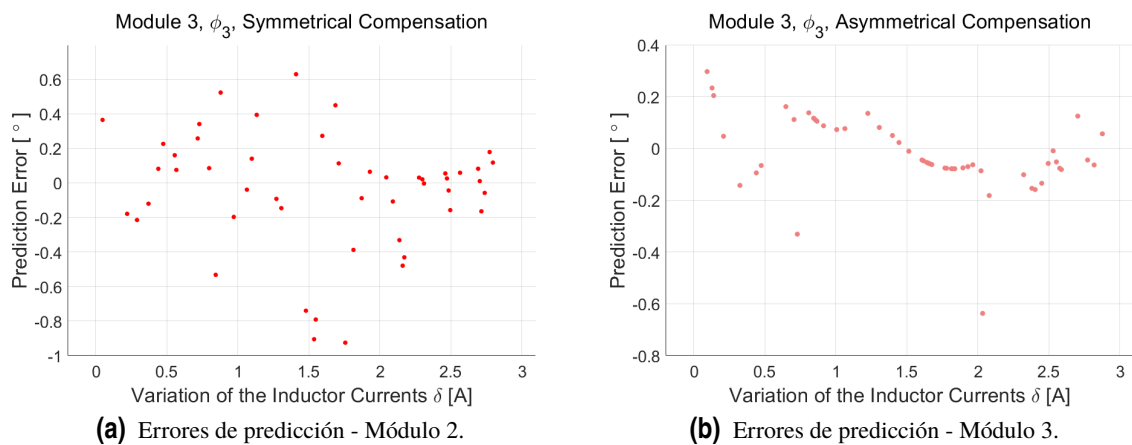 Module 3, ϕ3, Symmetrical Compensation
0.6
0.4
0.2
0
-0.2
-0.4
-0.6
-0.8
-1
Prediction Error [ ° ]
0 0.5 1 1.5 2 2.5 3
Variation of the Inductor Currents δ [A]
(a) Errores de predicción - Módulo 2.
Module 3, ϕ3, Asymmetrical Compensation
0.4
0.2
0
-0.2
-0.4
-0.6
-0.8
Prediction Error [ ° ]
0 0.5 1 1.5 2 2.5 3
Variation of the Inductor Currents δ [A]
(b) Errores de predicción - Módulo 3.